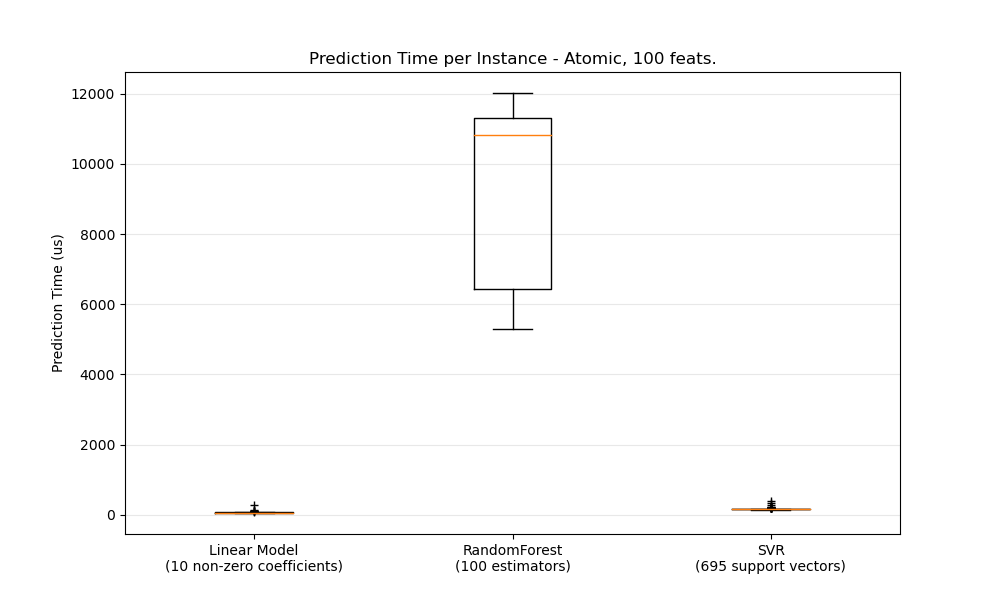 Prediction Time per Instance - Atomic, 100 feats.
Prediction Time (us)
12000
10000
8000
6000
4000
2000
0
Linear Model
(10 non-zero coefficients)
RandomForest
(100 estimators)
SVR
(695 support vectors)